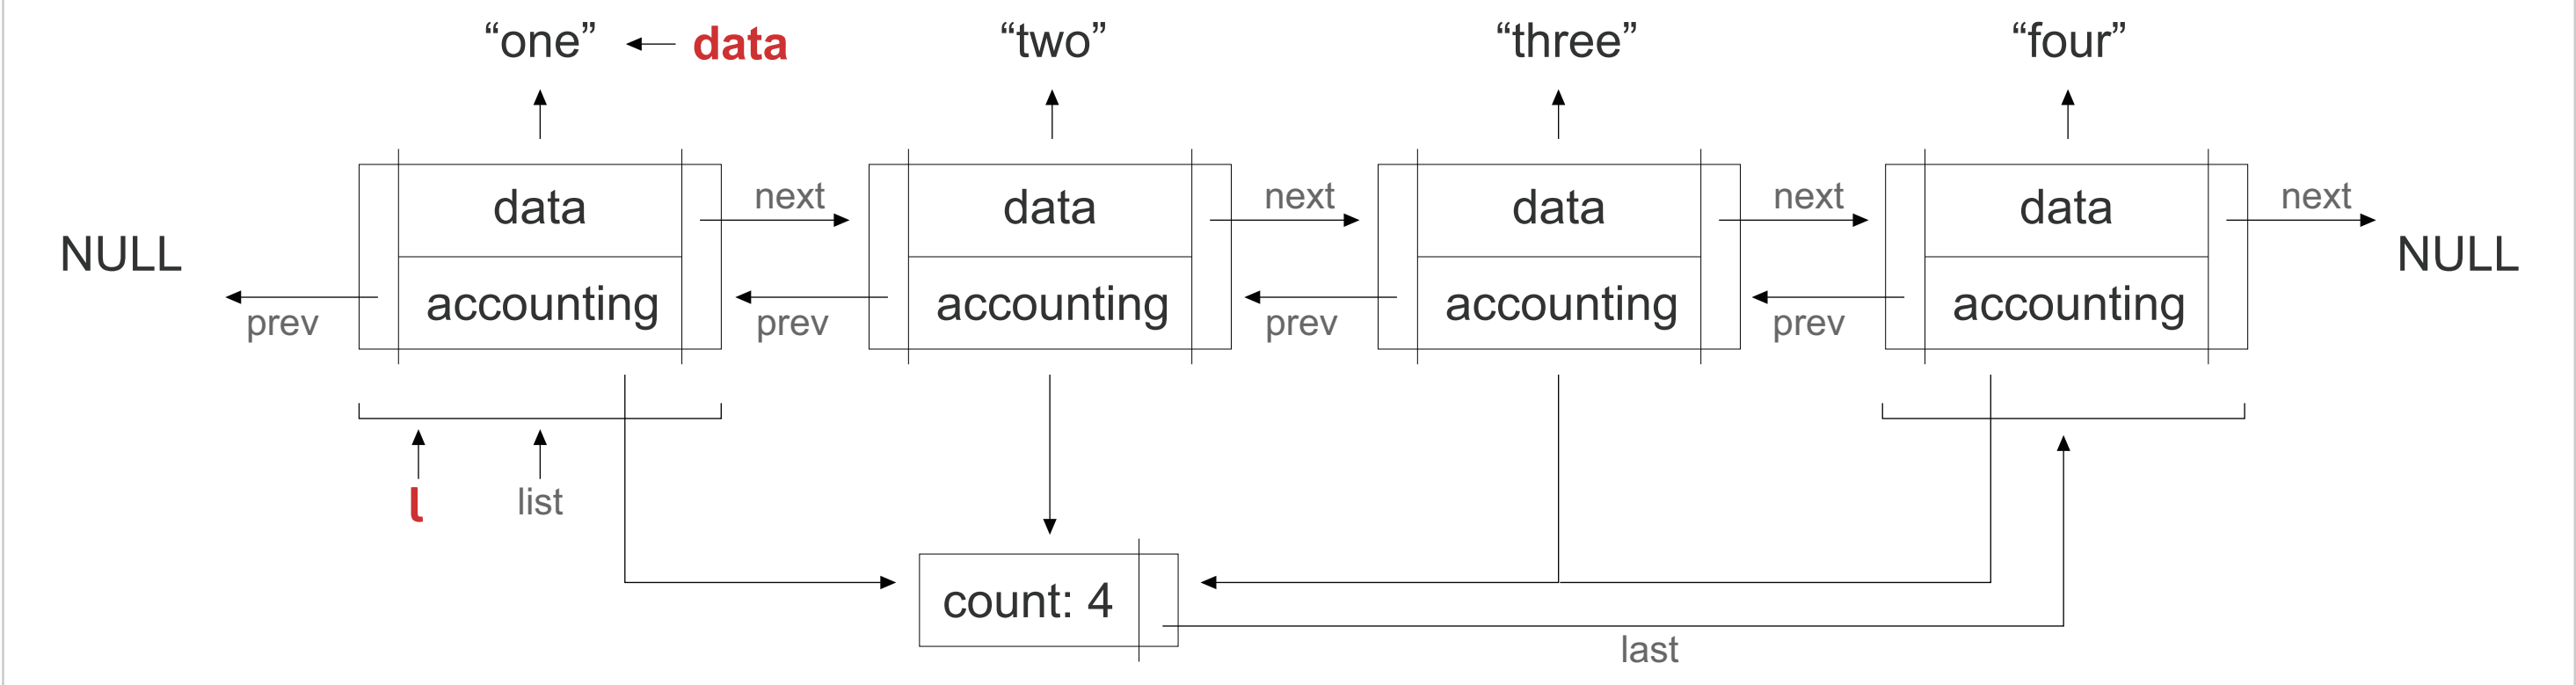 “one” data “two” “three” “four”
data next data next data next data next
NULL NULL
accounting accounting accounting accounting
prev prev prev prev
l list
count: 4
last